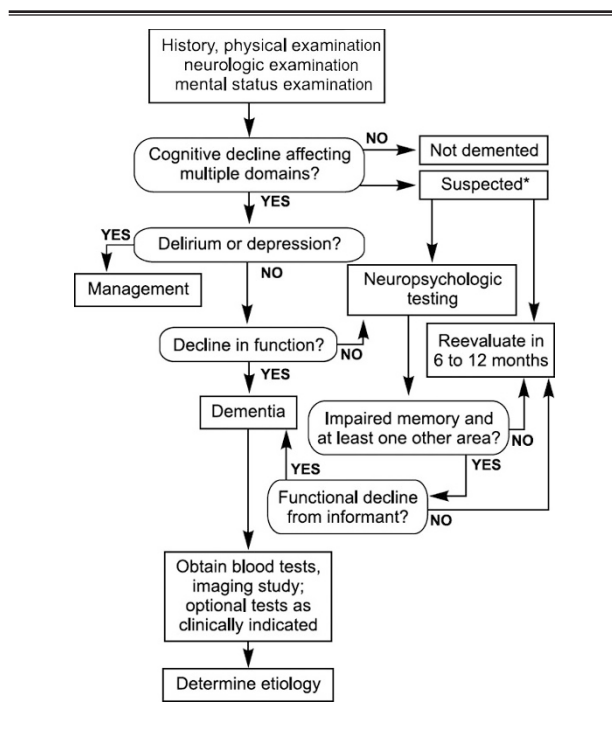 History, physical examination
neurologic examination
mental status examination
Cognitive decline affecting
multiple domains?
NO
Not demented
Suspected*
YES
Delirium or depression?
YES
Management
NO
Neuropsychologic
testing
Decline in function?
NO
Reevaluate in
6 to 12 months
YES
Dementia
Impaired memory and
at least one other area?
NO
YES
YES
Functional decline
from informant?
NO
Obtain blood tests,
imaging study;
optional tests as
clinically indicated
Determine etiology